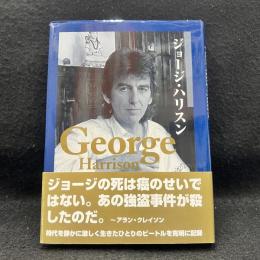 ジョージ・ハリスン
George
Harrison
ジョージの死は癌のせいで
はない。あの強盗事件が殺
したのだ。 ～アラン・クレイソン
時代を静かに激しく生きたひとりのビートルを克明に記録